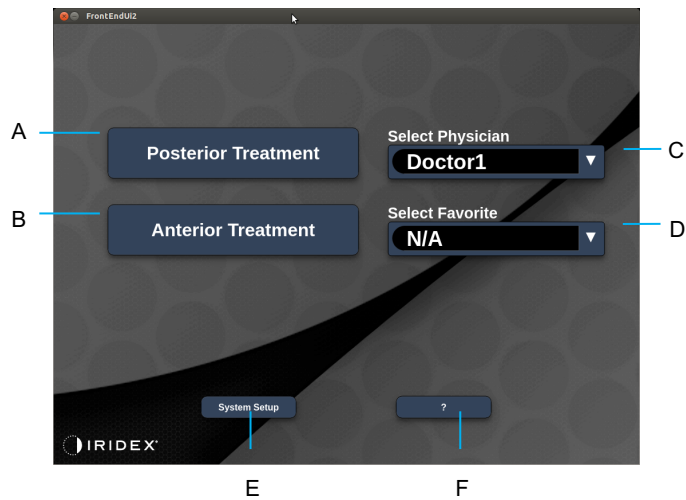 FrontEndUi2
A
Posterior Treatment
Select Physician
Doctor1
▼
C
B
Anterior Treatment
Select Favorite
N/A
▼
D
System Setup
?
IRIDEX®
E
F